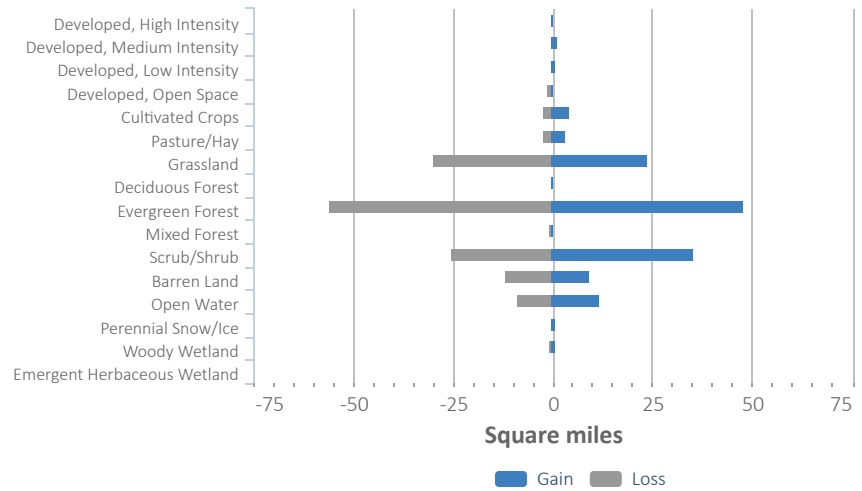 Developed, High Intensity
Developed, Medium Intensity
Developed, Low Intensity
Developed, Open Space
Cultivated Crops
Pasture/Hay
Grassland
Deciduous Forest
Evergreen Forest
Mixed Forest
Scrub/Shrub
Barren Land
Open Water
Perennial Snow/Ice
Woody Wetland
Emergent Herbaceous Wetland
-75 -50 -25 0 25 50 75
Square miles
Gain Loss